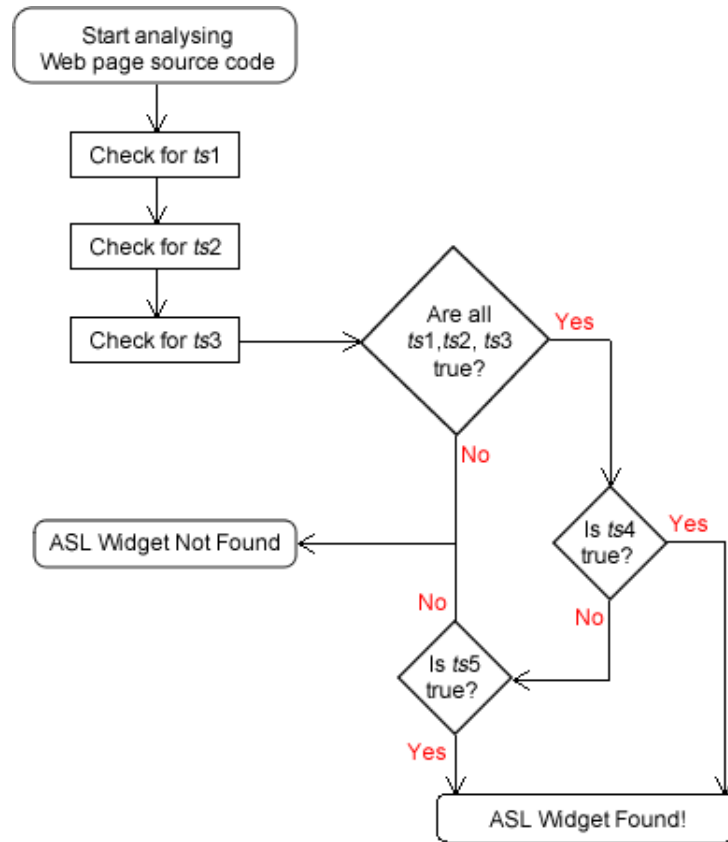 Start analysing
Web page source code
Check for ts1
Check for ts2
Check for ts3
Are all
ts1,ts2, ts3
true?
Yes
No
Is ts4
true?
Yes
No
ASL Widget Not Found
No
Is ts5
true?
Yes
ASL Widget Found!